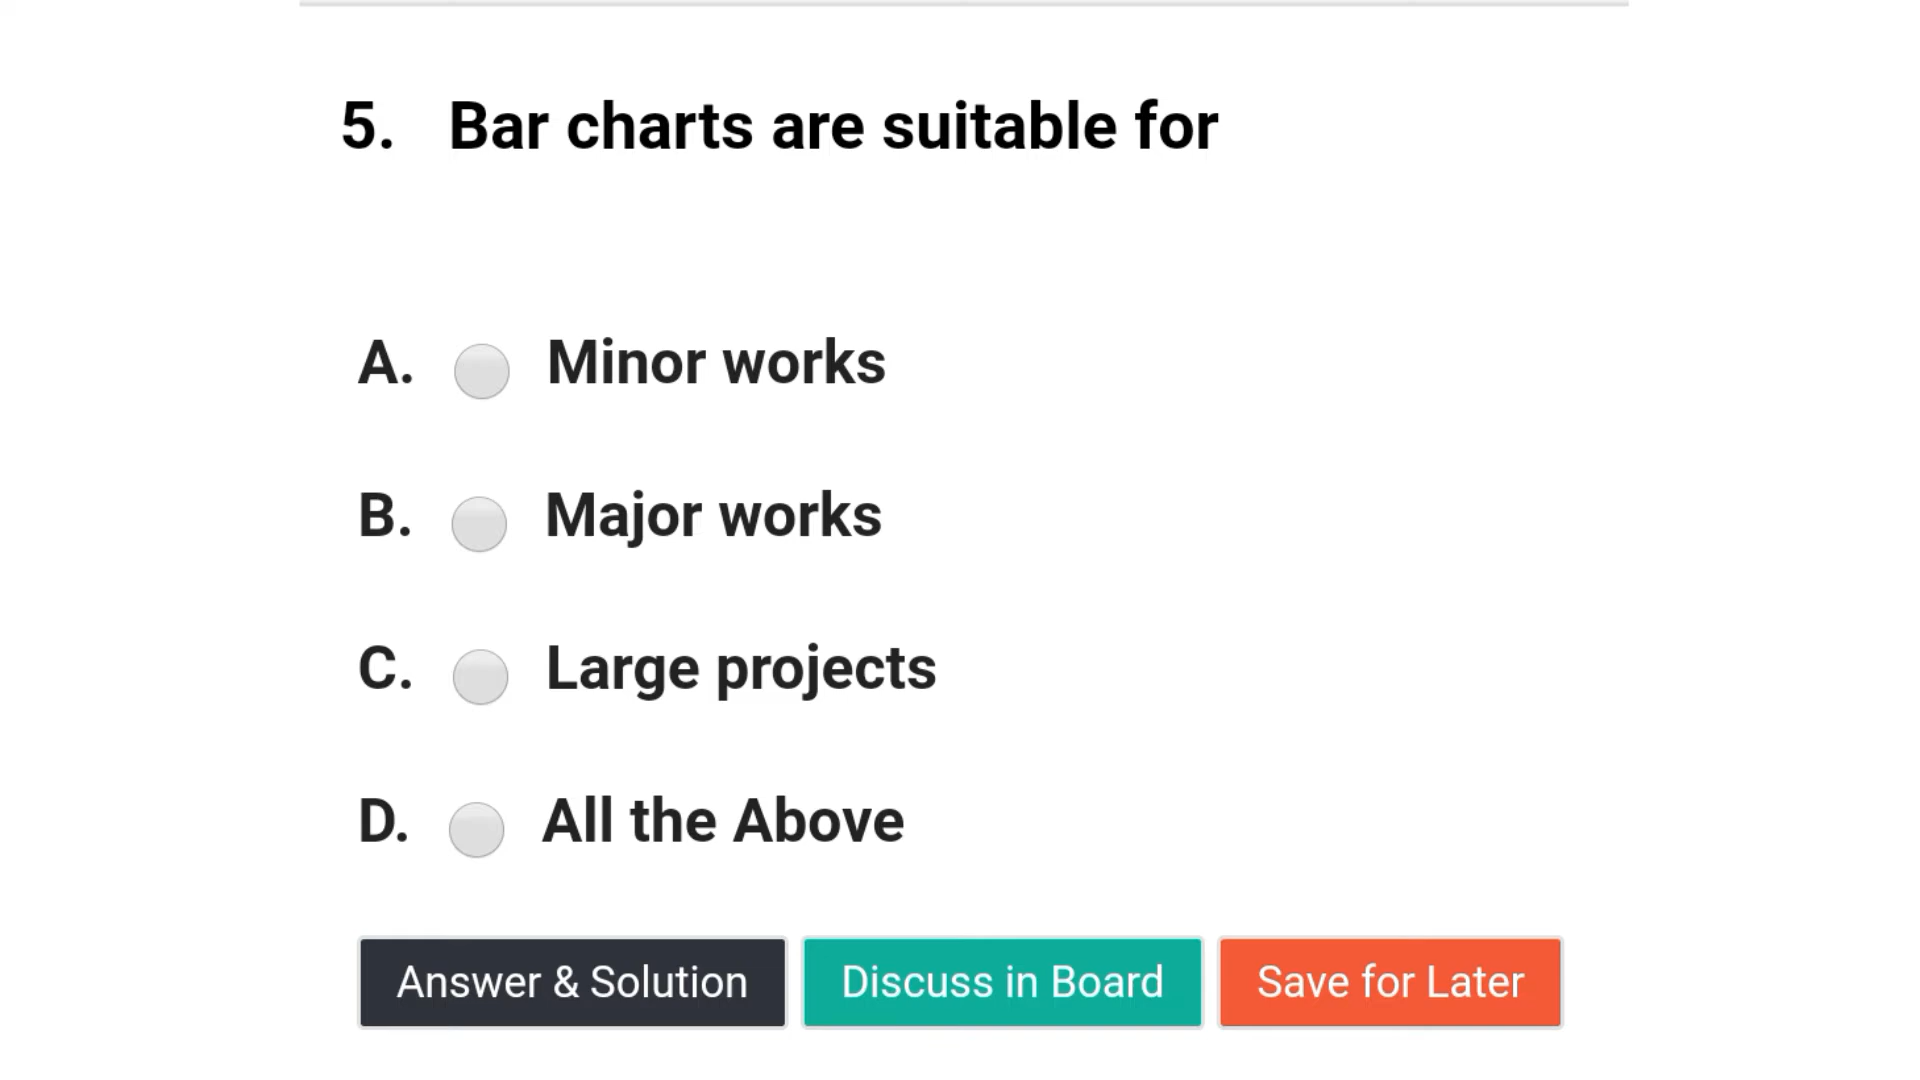 5. Bar charts are suitable for
A. Minor works
B. Major works
C. Large projects
D. All the Above
Answer & Solution Discuss in Board Save for Later